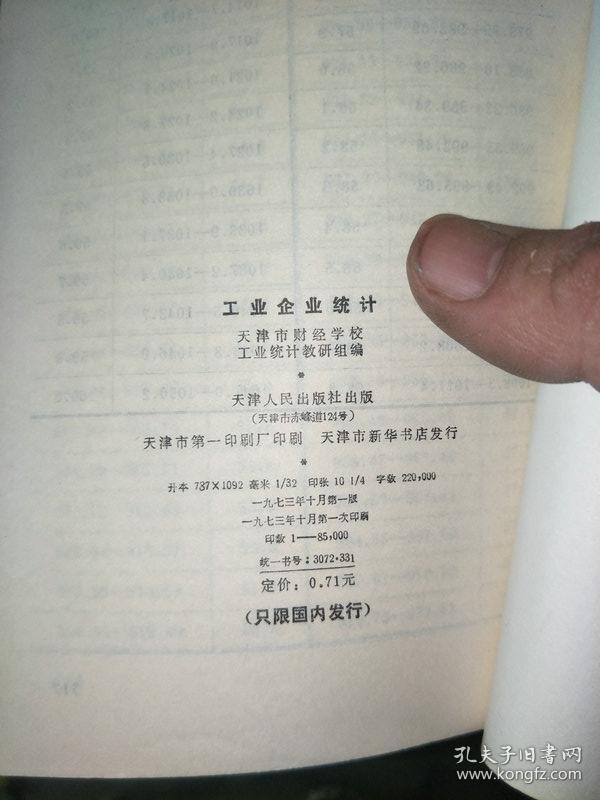 工业企业统计
天津市财经学校
工业统计教研组编
*
天津人民出版社出版
(天津市赤峰道124号)
天津市第一印刷厂印刷 天津市新华书店发行
*
开本 787×1092 毫米 1/32 印张 10 1/4 字数 220,000
一九七三年十月第一版
一九七三年十月第一次印刷
印数 1——85,000
统一书号：3072·331
定价：0.71元
(只限国内发行)
孔夫子旧书网
www.kongfz.com